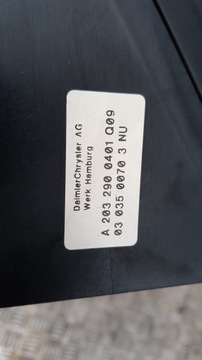 DaimlerChrysler AG
Werk Hamburg
A 203 290 0401 Q09
03 035 0070 3 NU